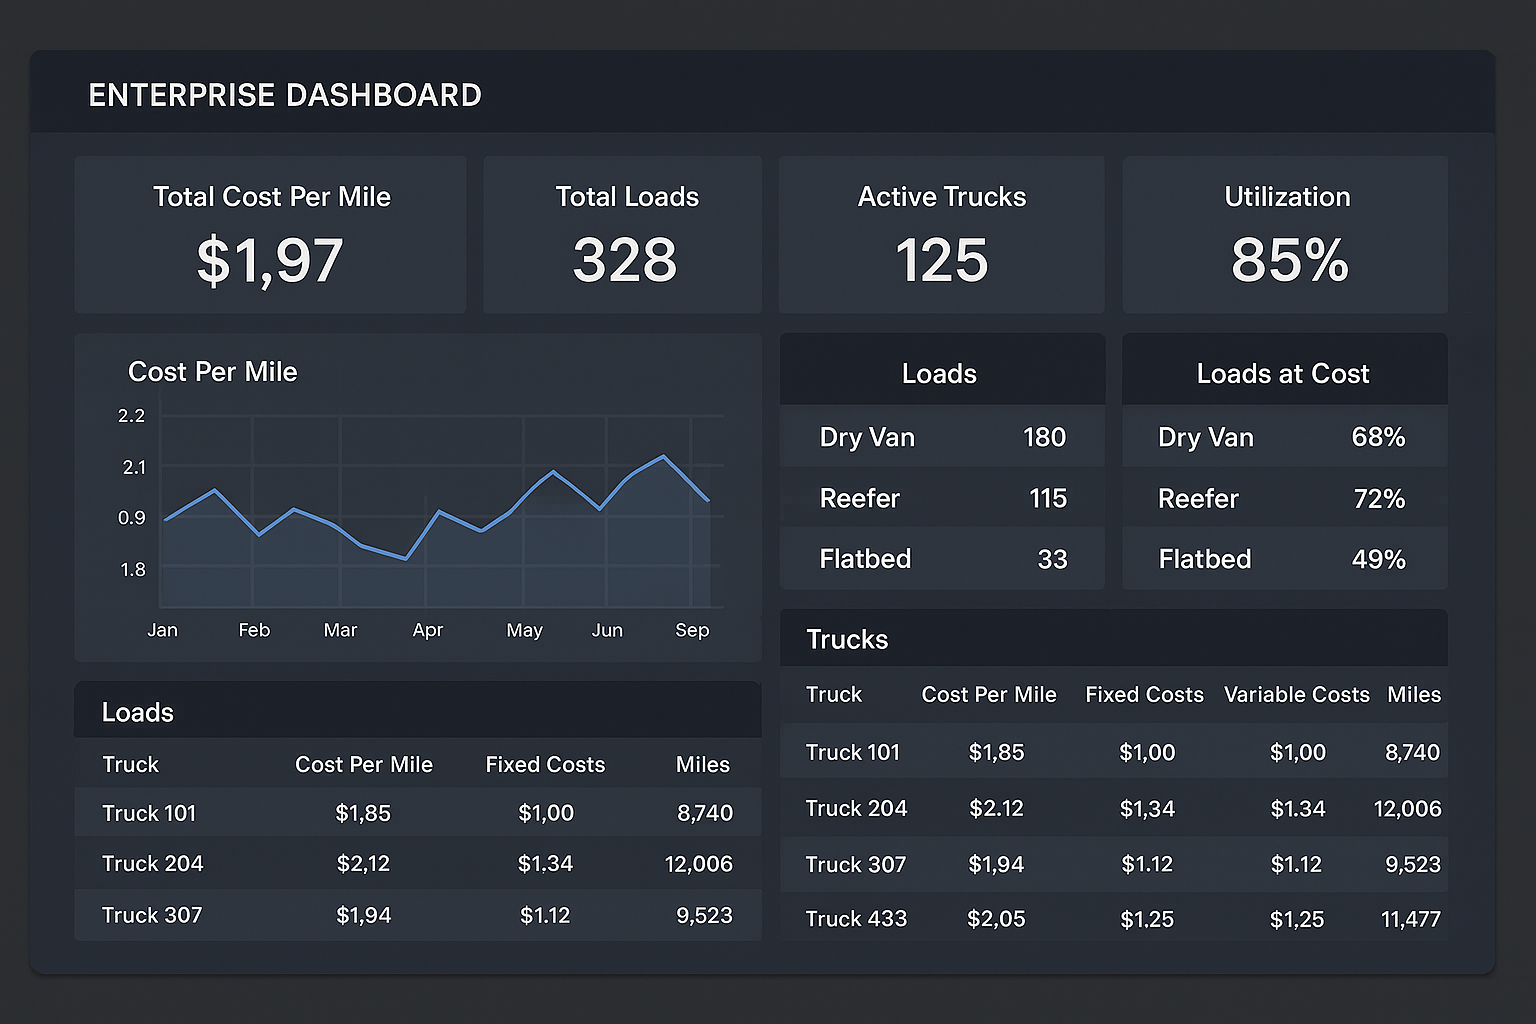 ENTERPRISE DASHBOARD
Total Cost Per Mile
$1,97
Total Loads
328
Active Trucks
125
Utilization
85%
Cost Per Mile
2.2
2.1
0.9
1.8
Jan Feb Mar Apr May Jun Sep
Loads
Dry Van 180
Reefer 115
Flatbed 33
Loads at Cost
Dry Van 68%
Reefer 72%
Flatbed 49%
Loads
Truck Cost Per Mile Fixed Costs Miles
Truck 101 $1,85 $1,00 8,740
Truck 204 $2,12 $1.34 12,006
Truck 307 $1,94 $1.12 9,523
Trucks
Truck Cost Per Mile Fixed Costs Variable Costs Miles
Truck 101 $1,85 $1,00 $1,00 8,740
Truck 204 $2.12 $1,34 $1.34 12,006
Truck 307 $1,94 $1.12 $1.12 9,523
Truck 433 $2,05 $1,25 $1,25 11,477